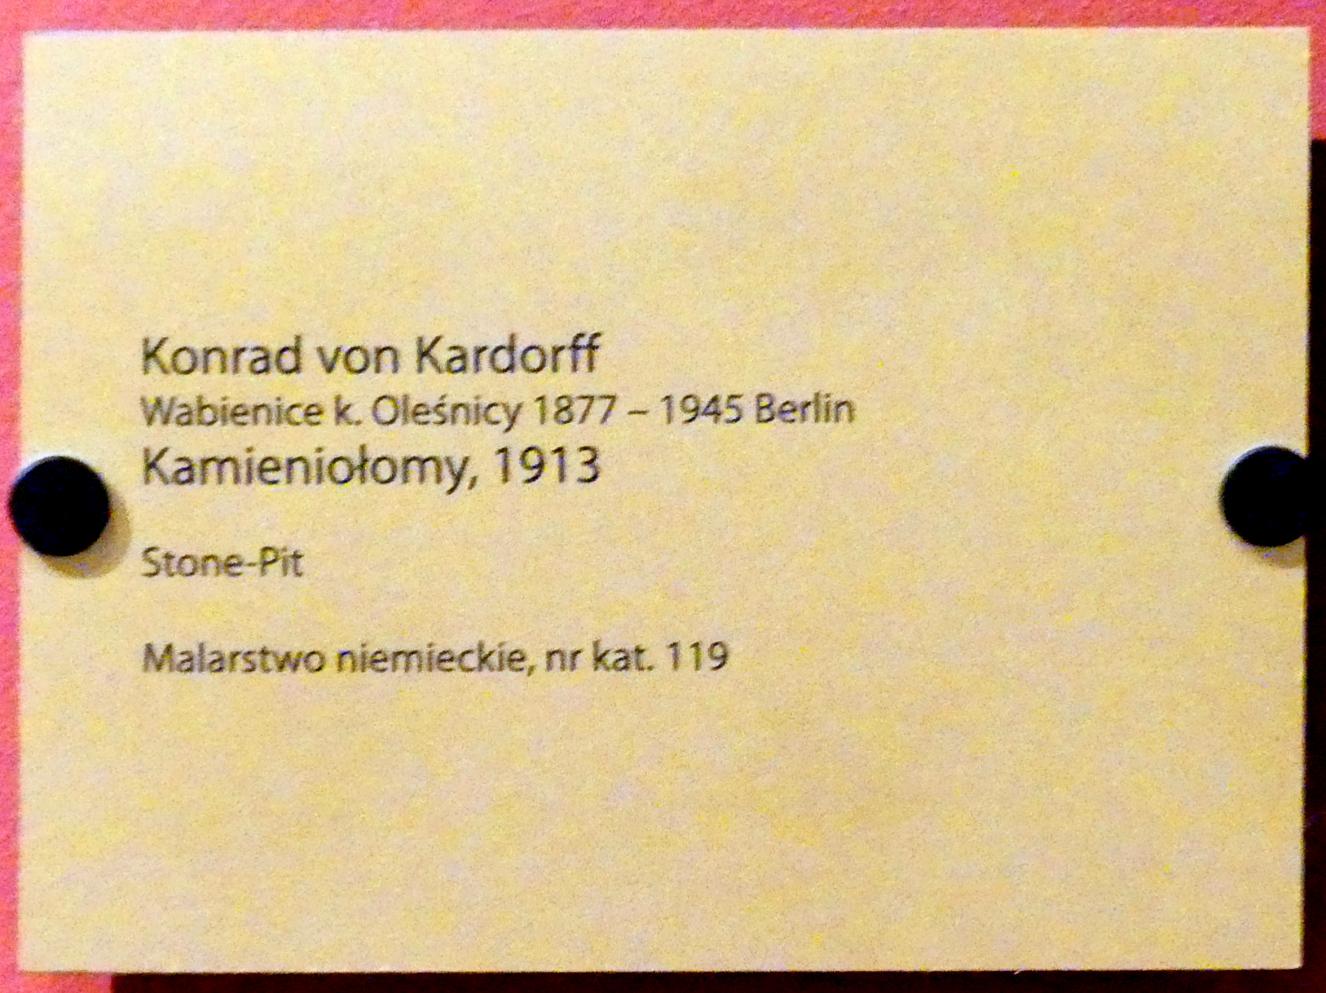 Konrad von Kardorff
Wabienice k. Oleśnicy 1877 – 1945 Berlin
Kamieniołomy, 1913
Stone-Pit
Malarstwo niemieckie, nr kat. 119